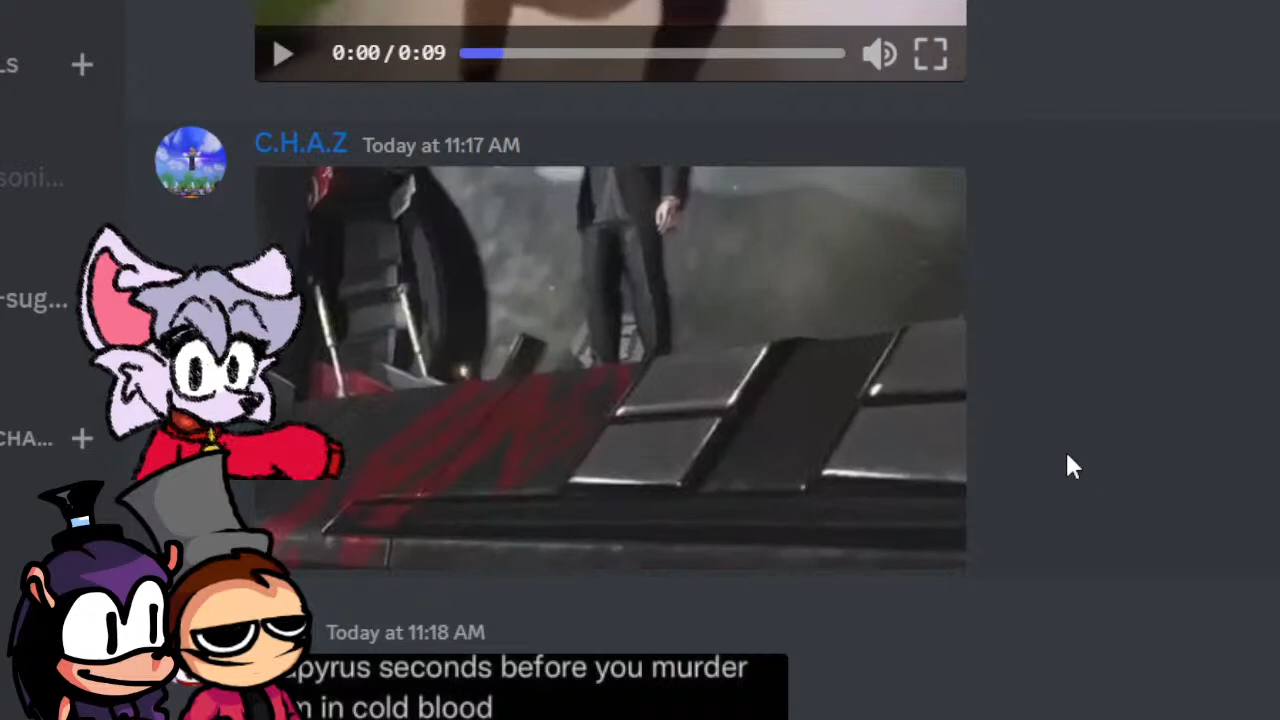 LS
0:00/0:09
C.H.A.Z Today at 11:17 AM
soni...
-sug...
CHA...
Today at 11:18 AM
apyrus seconds before you murder
m in cold blood